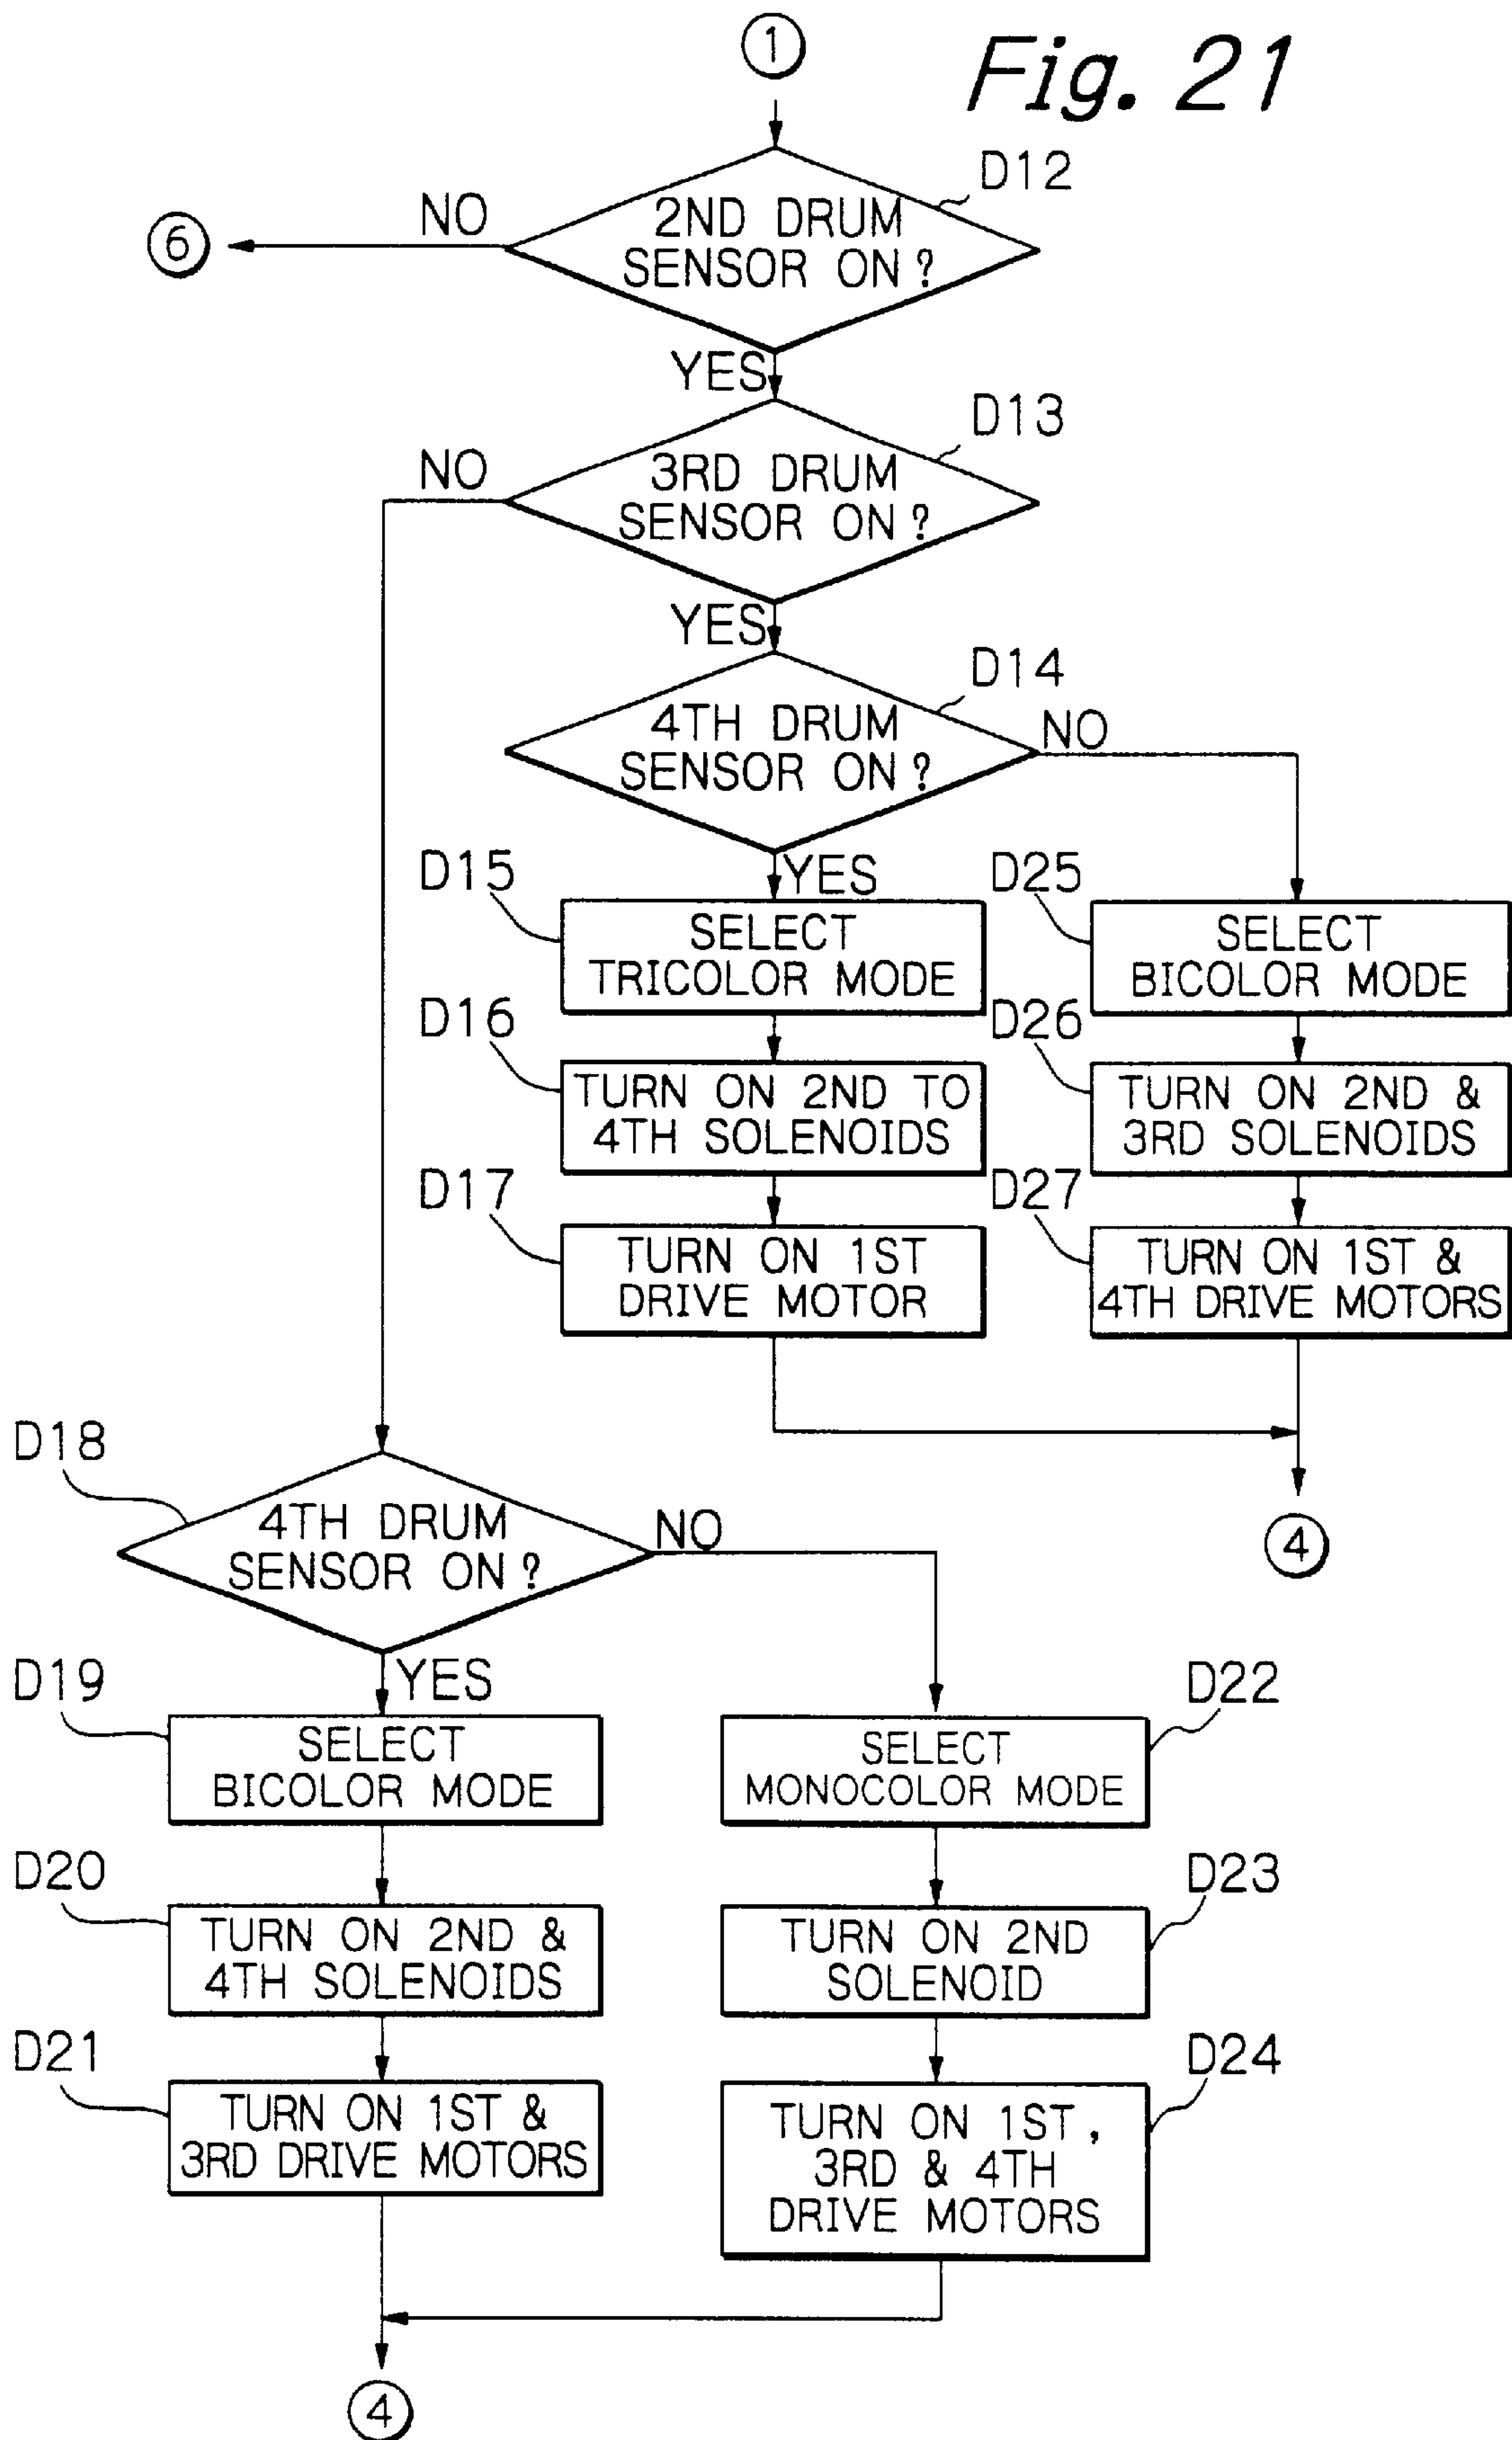 1
Fig. 21
D12
NO
2ND DRUM
SENSOR ON?
6
YES
D13
NO
3RD DRUM
SENSOR ON?
YES
D14
4TH DRUM
SENSOR ON?
NO
YES
D15
SELECT
TRICOLOR MODE
D25
SELECT
BICOLOR MODE
D16
TURN ON 2ND TO
4TH SOLENOIDS
D26
TURN ON 2ND &
3RD SOLENOIDS
D17
TURN ON 1ST
DRIVE MOTOR
D27
TURN ON 1ST &
4TH DRIVE MOTORS
4
D18
4TH DRUM
SENSOR ON?
NO
YES
D19
SELECT
BICOLOR MODE
D22
SELECT
MONOCOLOR MODE
D20
TURN ON 2ND &
4TH SOLENOIDS
D23
TURN ON 2ND
SOLENOID
D21
TURN ON 1ST &
3RD DRIVE MOTORS
D24
TURN ON 1ST,
3RD & 4TH
DRIVE MOTORS
4